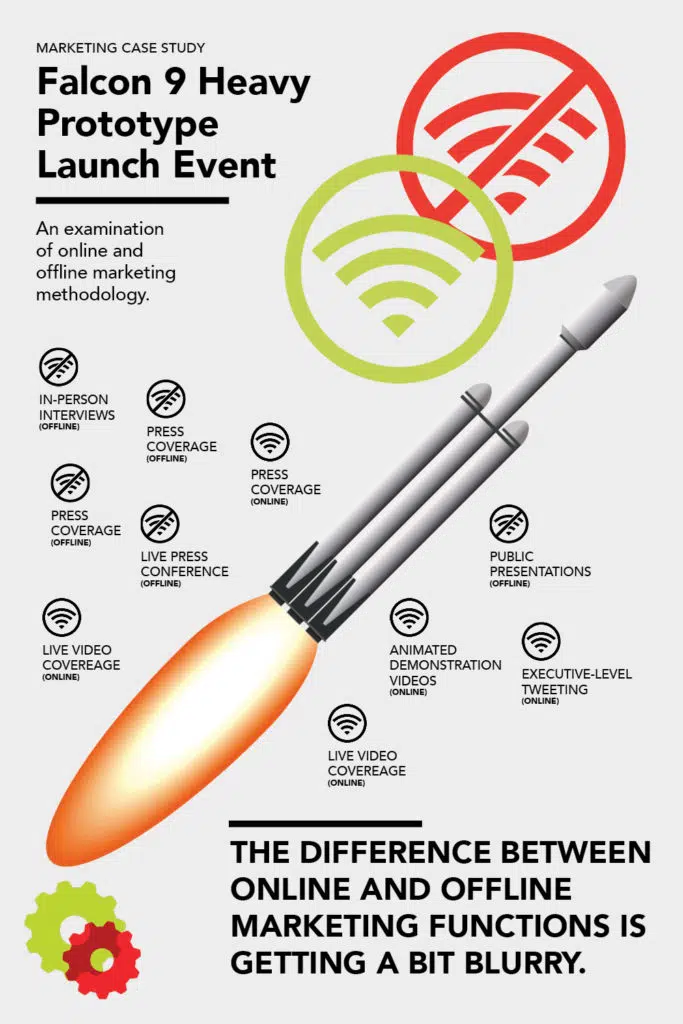 MARKETING CASE STUDY
Falcon 9 Heavy
Prototype
Launch Event
An examination
of online and
offline marketing
methodology.
IN-PERSON
INTERVIEWS
(OFFLINE)
PRESS
COVERAGE
(OFFLINE)
PRESS
COVERAGE
(ONLINE)
PRESS
COVERAGE
(OFFLINE)
LIVE PRESS
CONFERENCE
(OFFLINE)
PUBLIC
PRESENTATIONS
(OFFLINE)
LIVE VIDEO
COVEREAGE
(ONLINE)
ANIMATED
DEMONSTRATION
VIDEOS
(ONLINE)
EXECUTIVE-LEVEL
TWEETING
(ONLINE)
LIVE VIDEO
COVEREAGE
(ONLINE)
THE DIFFERENCE BETWEEN
ONLINE AND OFFLINE
MARKETING FUNCTIONS IS
GETTING A BIT BLURRY.